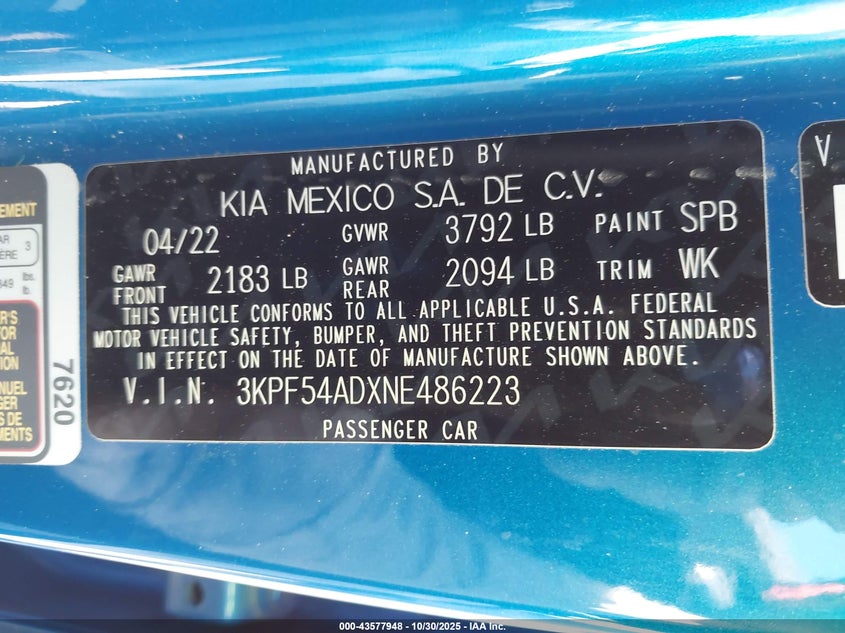 MANUFACTURED BY
KIA MEXICO S.A. DE C.V.
04/22 GVWR 3792 LB PAINT SPB
GAWR FRONT 2183 LB GAWR REAR 2094 LB TRIM WK
THIS VEHICLE CONFORMS TO ALL APPLICABLE U.S.A. FEDERAL
MOTOR VEHICLE SAFETY, BUMPER, AND THEFT PREVENTION STANDARDS
IN EFFECT ON THE DATE OF MANUFACTURE SHOWN ABOVE.
V.I.N. 3KPF54ADXNE486223
PASSENGER CAR
7620
3
lbs.
lb
V
000-43577948 - 10/30/2025 - IAA Inc.